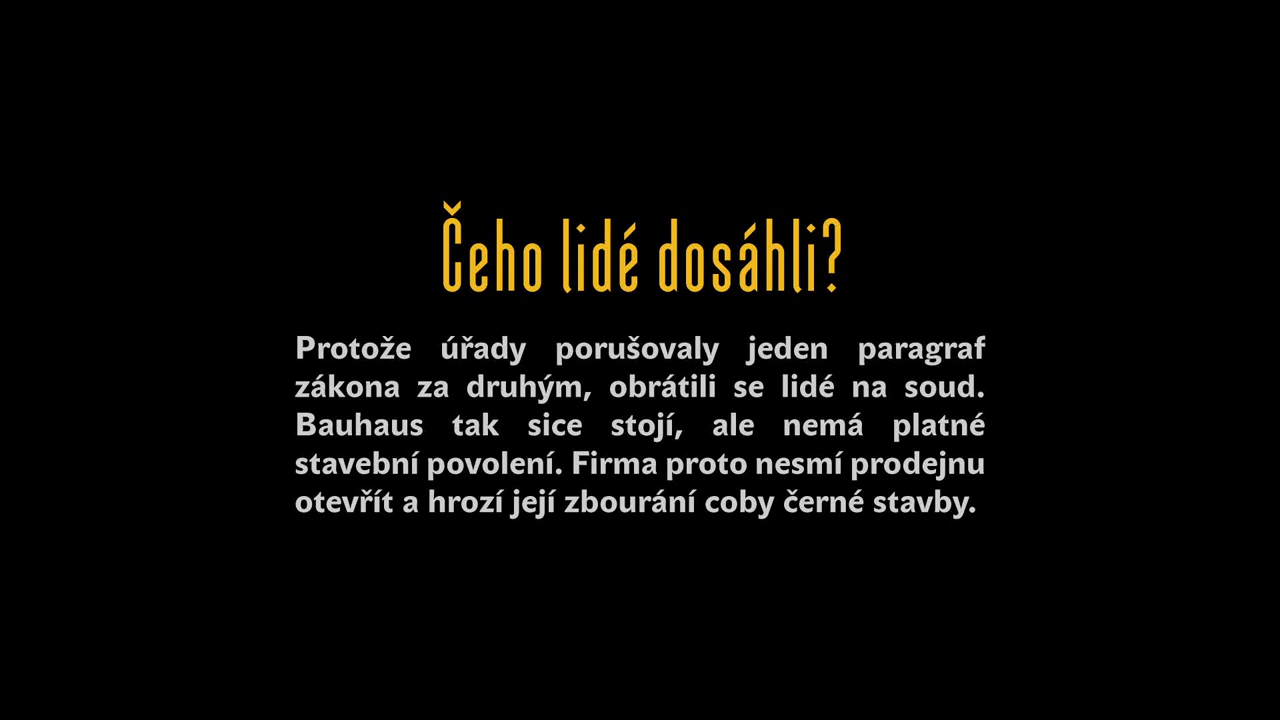 Čeho lidé dosáhli?
Protože úřady porušovaly jeden paragraf
zákona za druhým, obrátili se lidé na soud.
Bauhaus tak sice stojí, ale nemá platné
stavební povolení. Firma proto nesmí prodejnu
otevřít a hrozí její zbourání coby černé stavby.